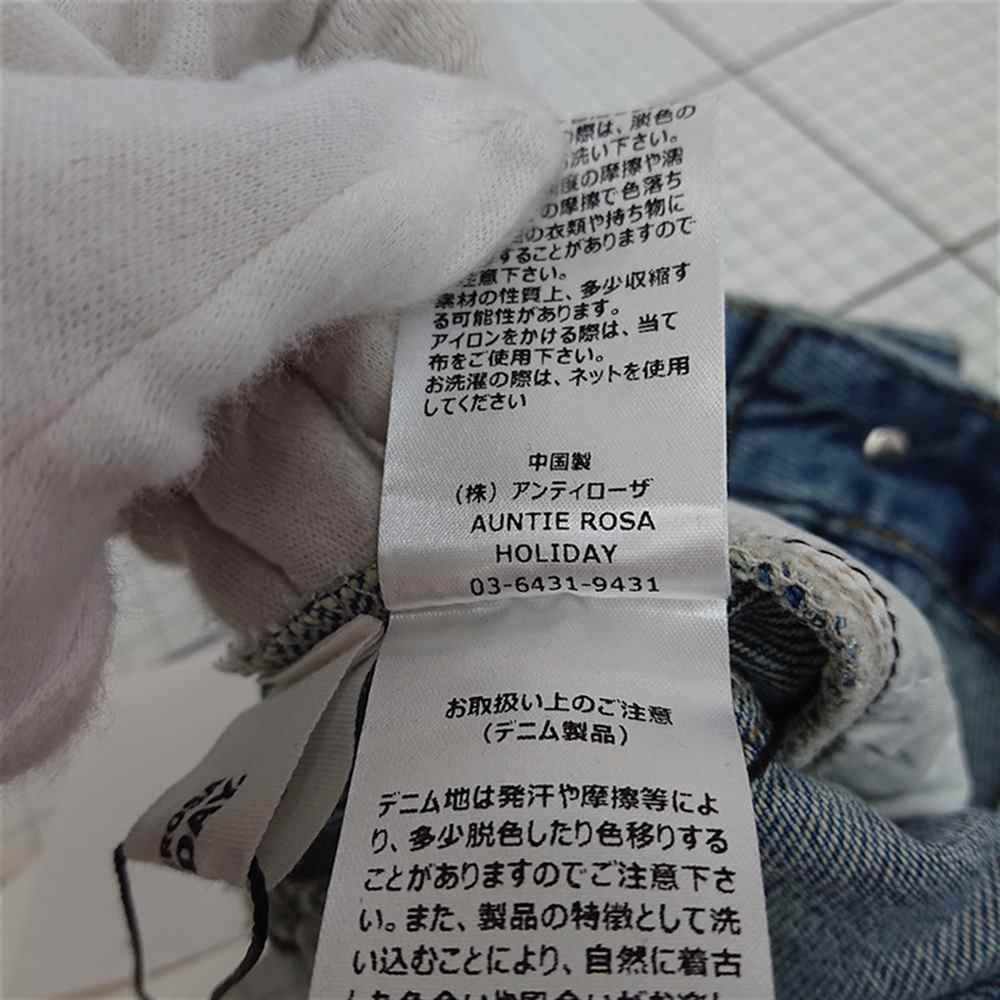 際は、淡色の
洗い下さい。
度の摩擦や濡
の摩擦で色落ち
の衣類や持ち物に
することがありますので
注意下さい。
素材の性質上、多少収縮す
る可能性があります。
アイロンをかける際は、当て
布をご使用下さい。
お洗濯の際は、ネットを使用
してください
中国製
(株) アンティローザ
AUNTIE ROSA
HOLIDAY
03-6431-9431
お取扱い上のご注意
(デニム製品)
デニム地は発汗や摩擦等によ
り、多少脱色したり色移りする
ことがありますのでご注意下さ
い。また、製品の特徴として洗
い込むことにより、自然に着古